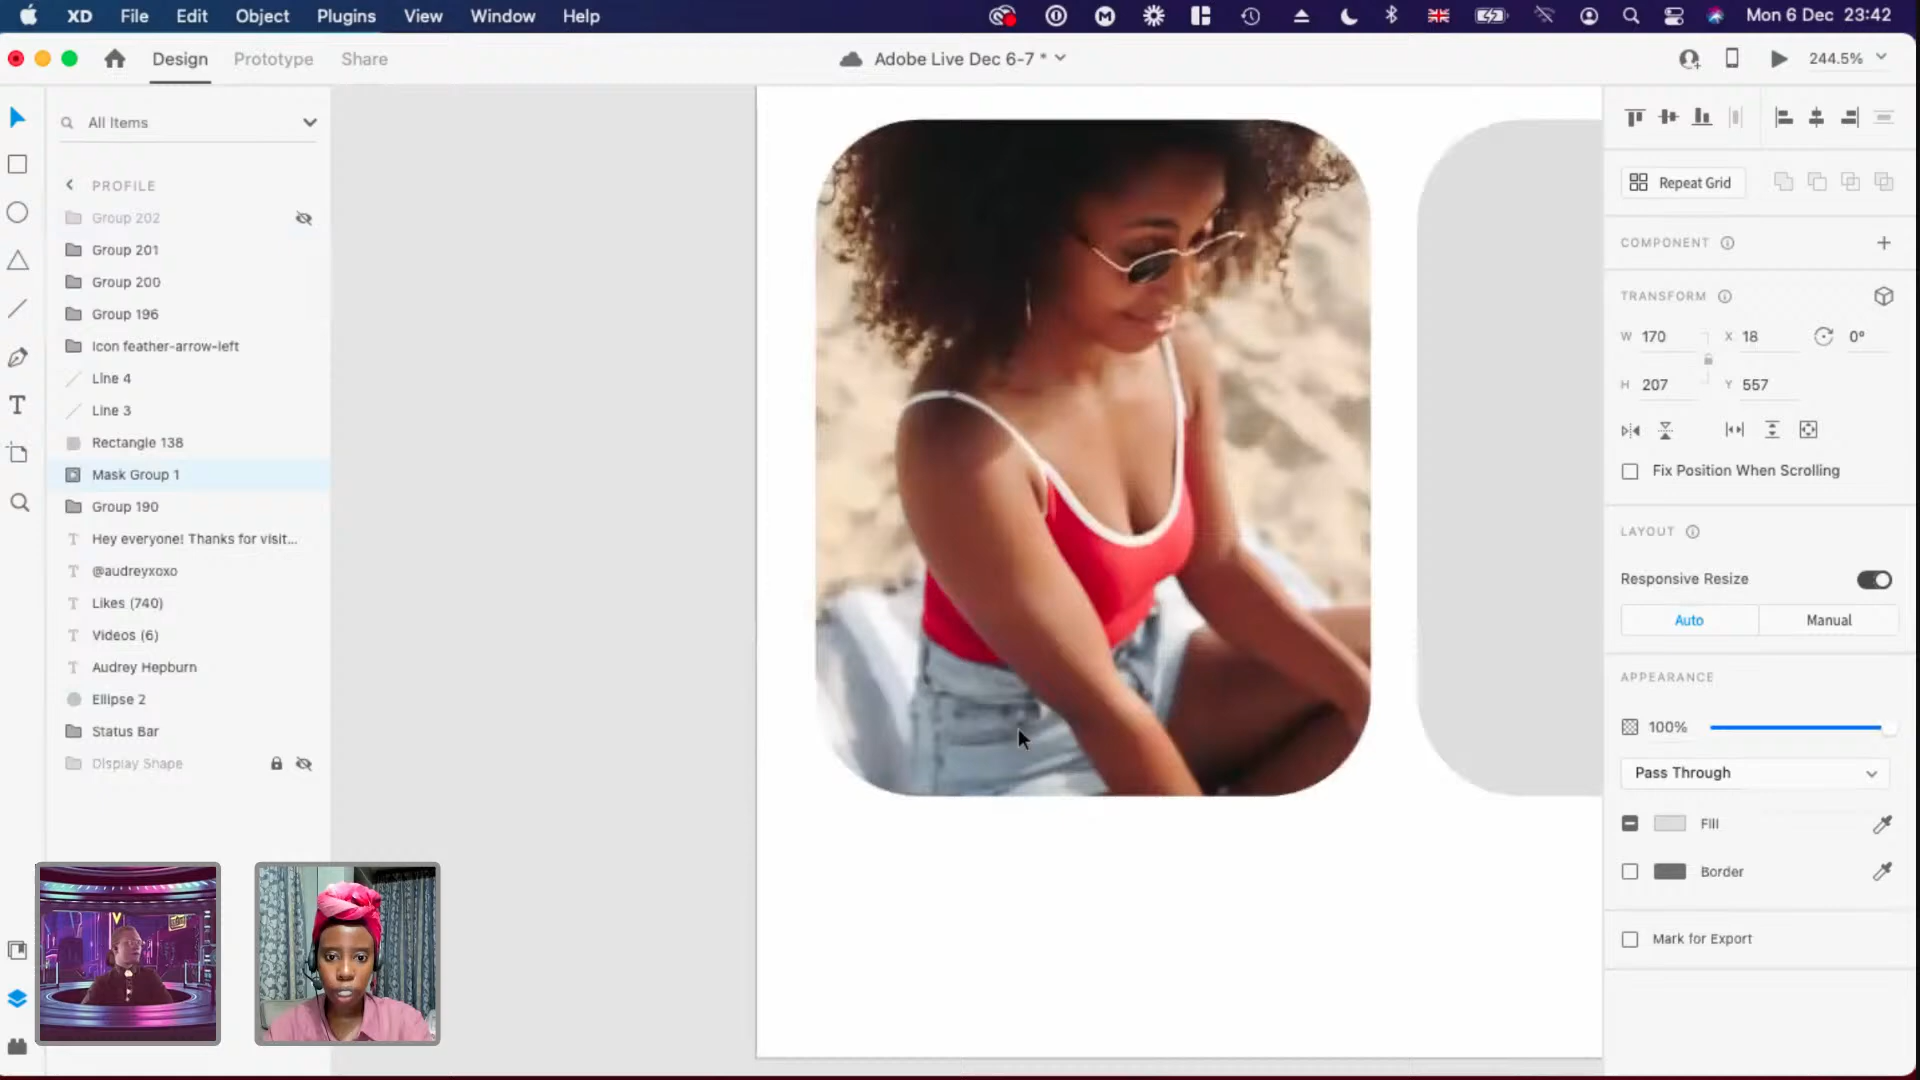 XD File Edit Object Plugins View Window Help Mon 6 Dec 23:42
Design Prototype Share Adobe Live Dec 6-7 * 244.5%
All Items
PROFILE
Group 202
Group 201
Group 200
Group 196
Icon feather-arrow-left
Line 4
Line 3
Rectangle 138
Mask Group 1
Group 190
Hey everyone! Thanks for visit...
@audreyxoxo
Likes (740)
Videos (6)
Audrey Hepburn
Ellipse 2
Status Bar
Display Shape
Repeat Grid
COMPONENT
TRANSFORM
W 170 X 18 0°
H 207 Y 557
Fix Position When Scrolling
LAYOUT
Responsive Resize
Auto Manual
APPEARANCE
100%
Pass Through
Fill
Border
Mark for Export